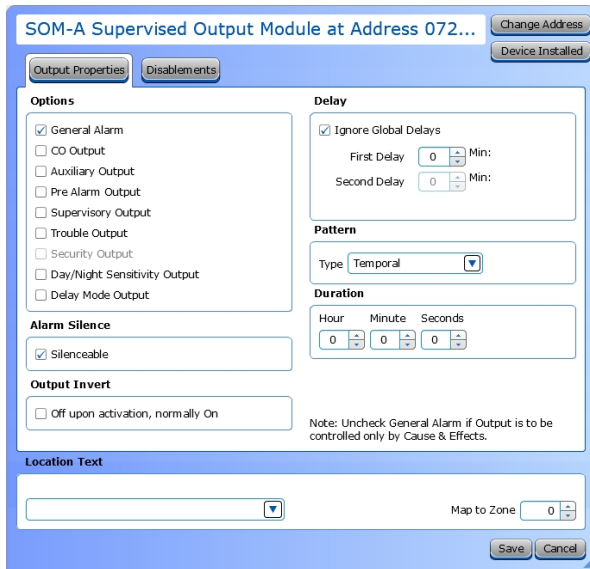 SOM-A Supervised Output Module at Address 072...
Change Address
Device Installed
Output Properties
Disablements
Options
General Alarm
CO Output
Auxiliary Output
Pre Alarm Output
Supervisory Output
Trouble Output
Security Output
Day/Night Sensitivity Output
Delay Mode Output
Alarm Silence
Silenceable
Output Invert
Off upon activation, normally On
Delay
Ignore Global Delays
First Delay 0 Min:
Second Delay 0 Min:
Pattern
Type Temporal
Duration
Hour Minute Seconds
0 0 0
Note: Uncheck General Alarm if Output is to be
controlled only by Cause & Effects.
Location Text
Map to Zone 0
Save Cancel